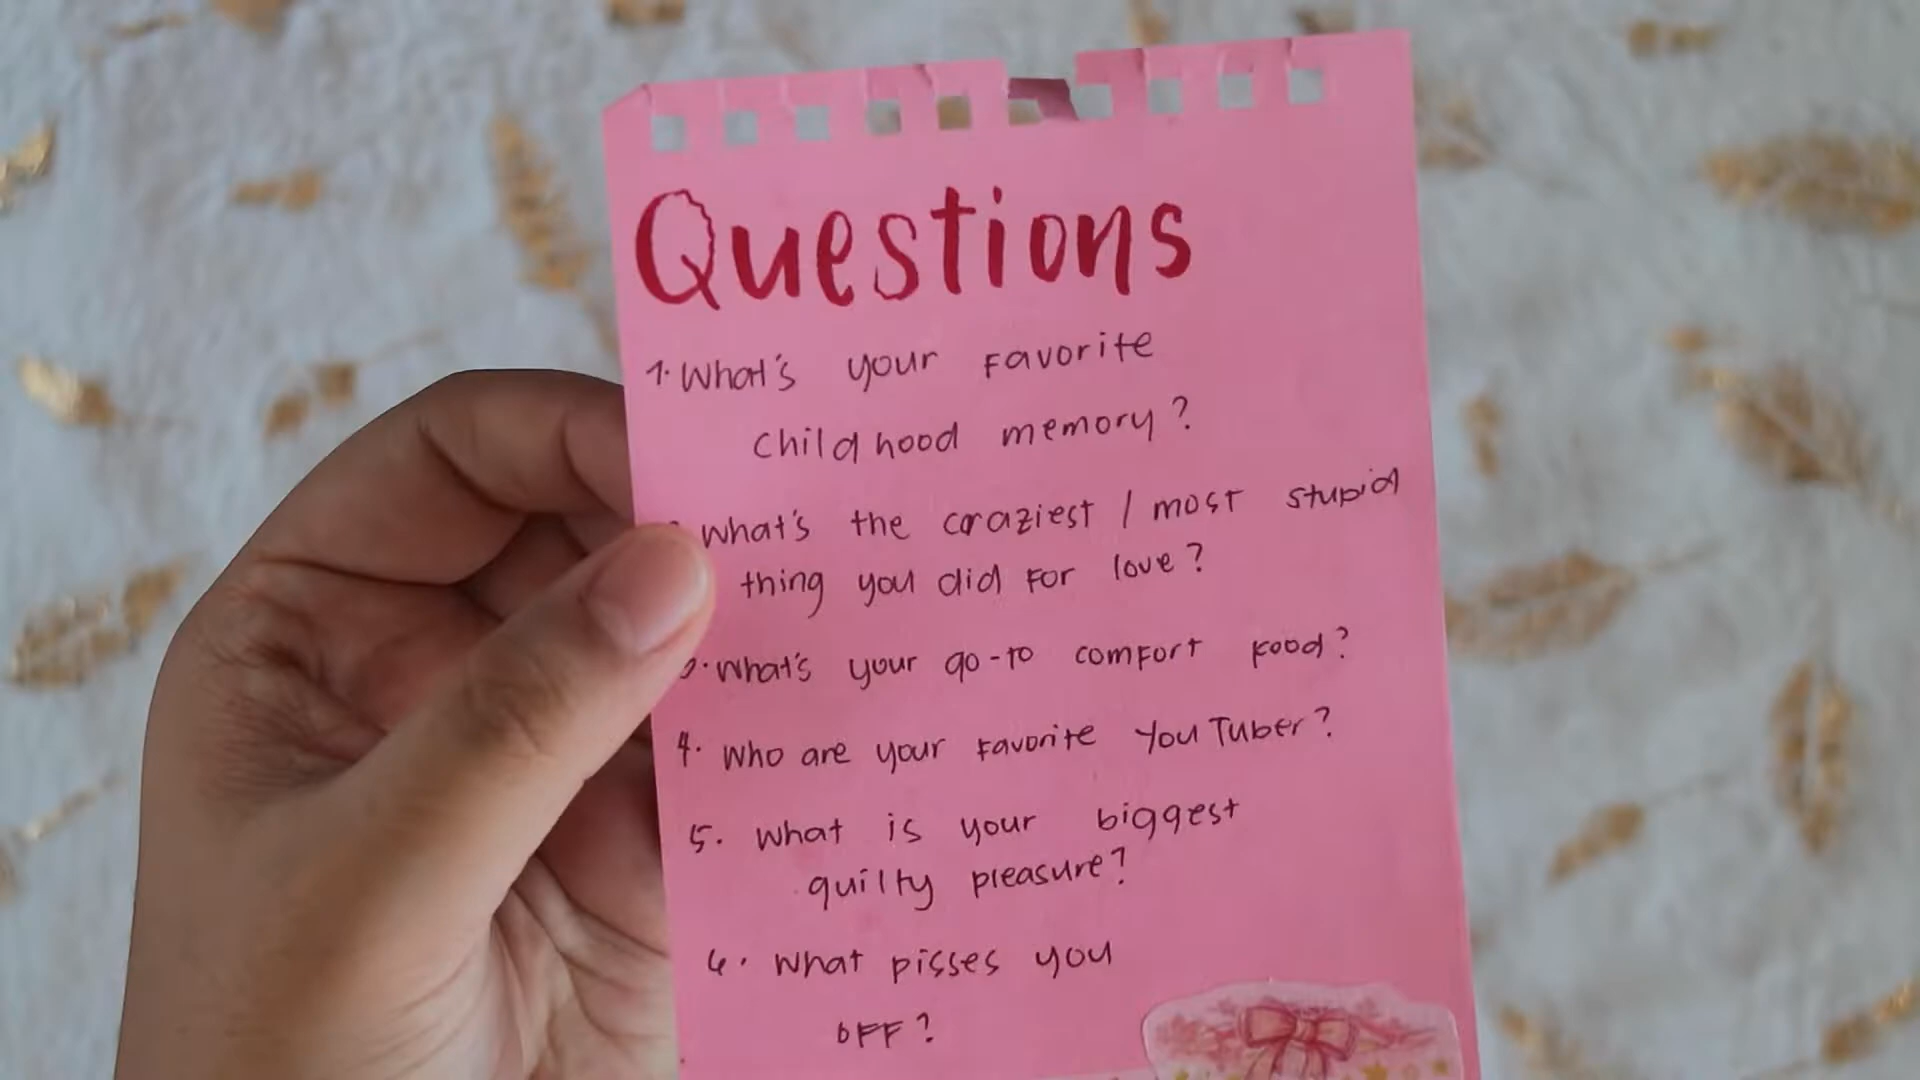 Questions
1. What's your favorite
childhood memory?
What's the craziest / most stupid
thing you did for love?
What's your go-to comfort food?
4. Who are your favorite YouTuber?
5. What is your biggest
guilty pleasure?
6. What pisses you
off?